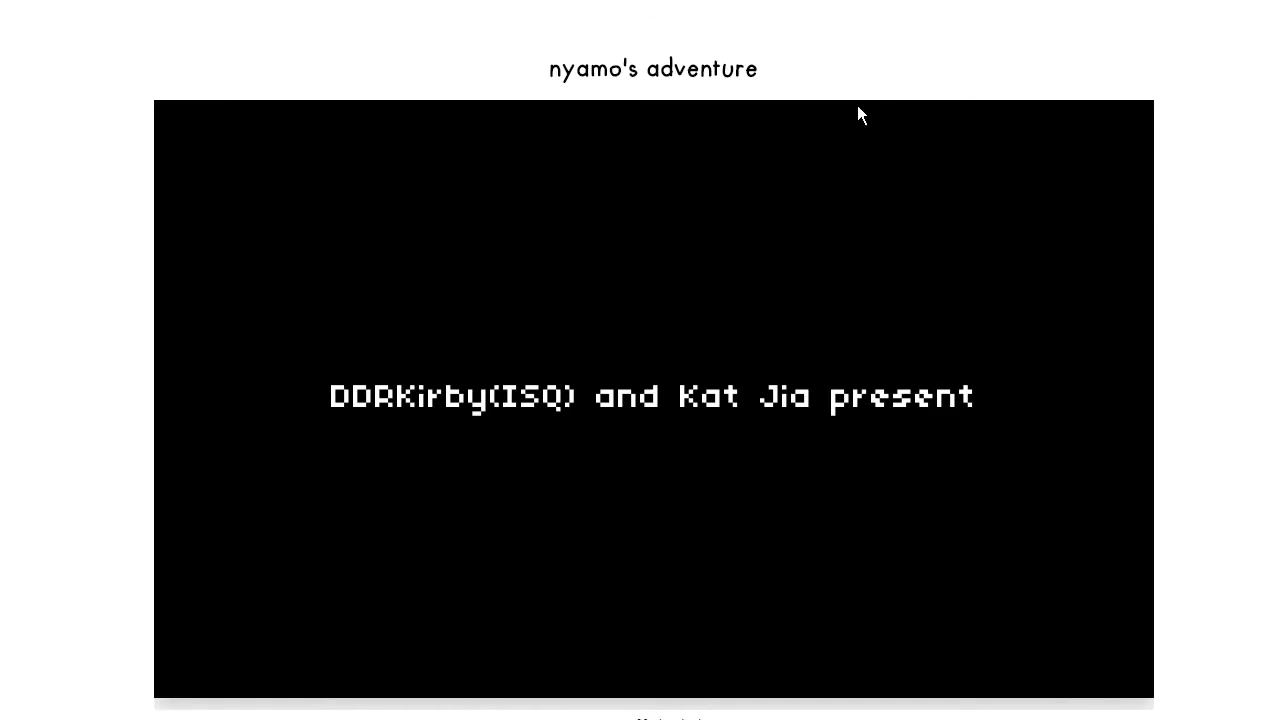 nyamo's adventure
DDRKirby(ISQ) and Kat Jia present